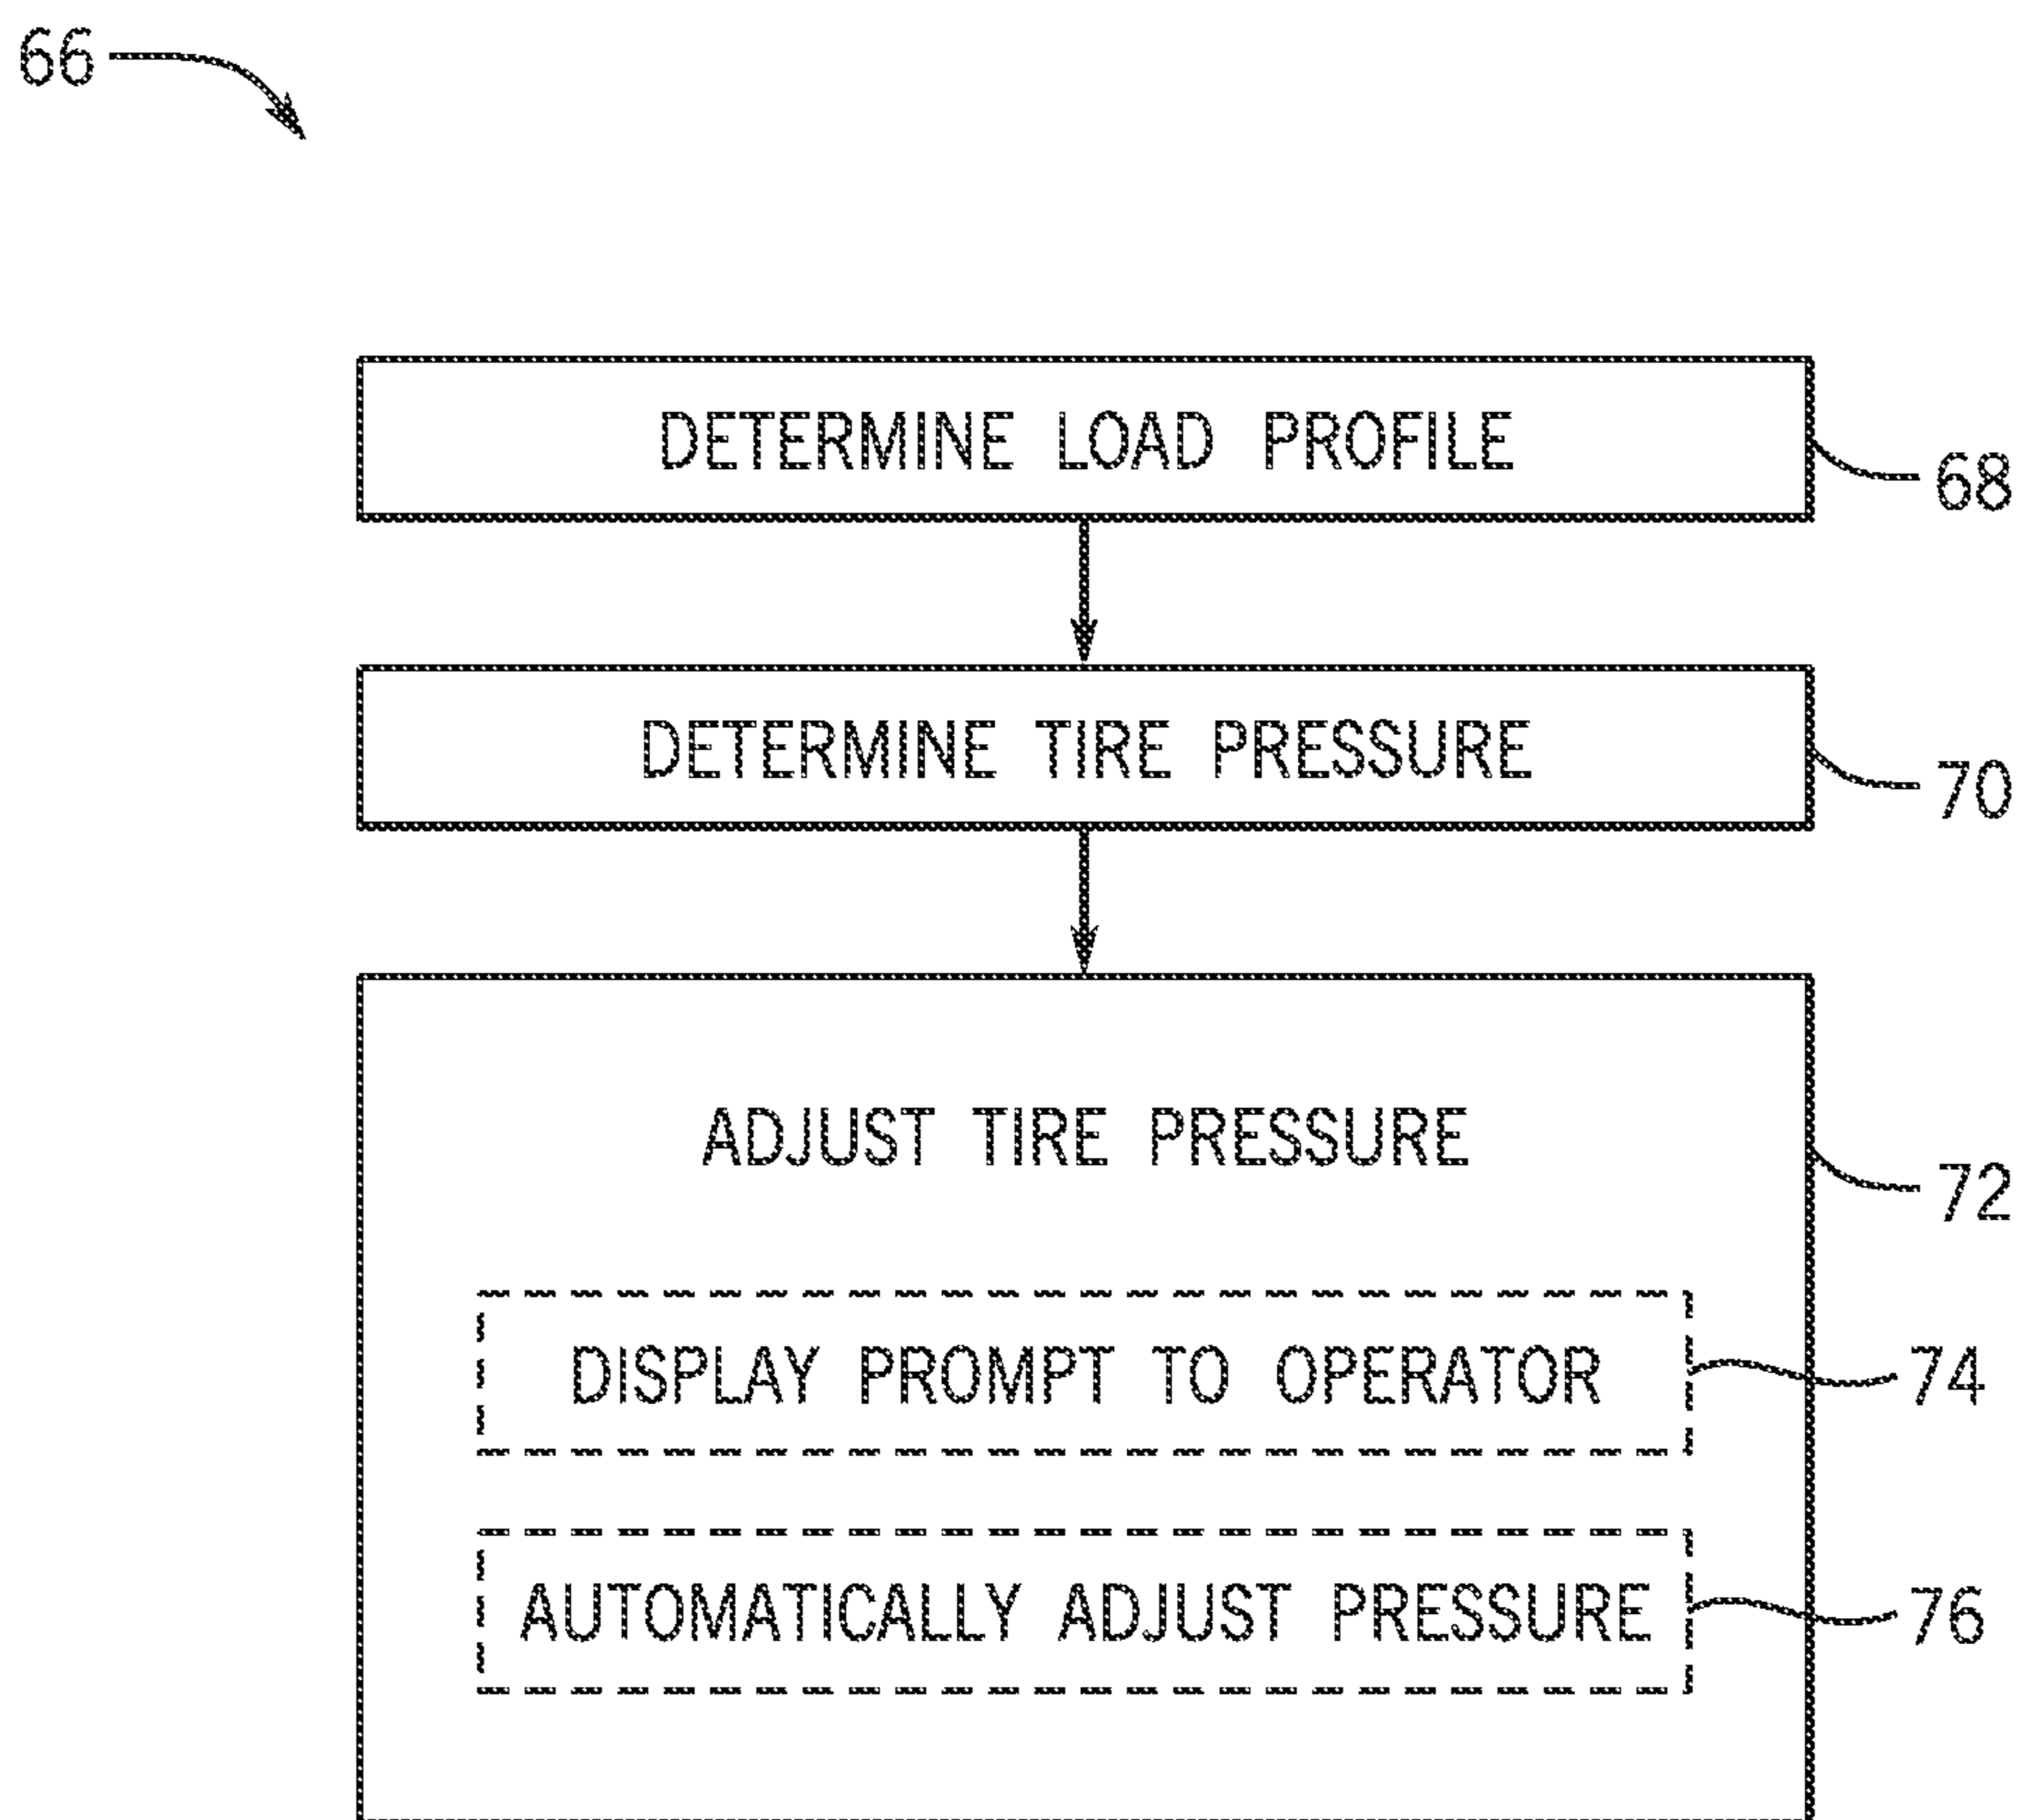 66
DETERMINE LOAD PROFILE
68
DETERMINE TIRE PRESSURE
70
ADJUST TIRE PRESSURE
72
DISPLAY PROMPT TO OPERATOR
74
AUTOMATICALLY ADJUST PRESSURE
76